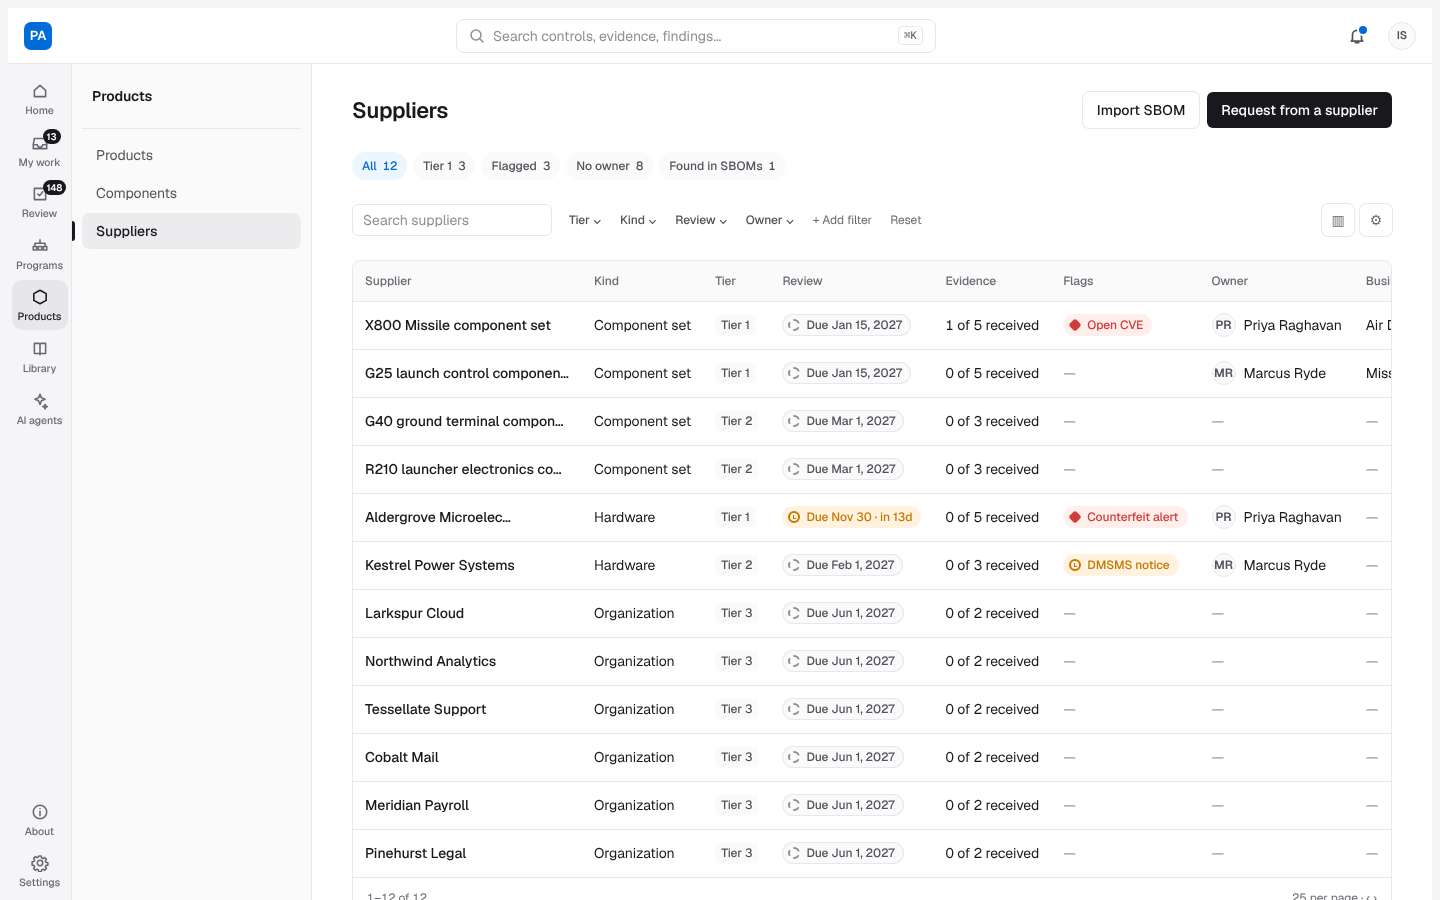 PA
Search controls, evidence, findings... ⌘K
IS
Home
13
My work
148
Review
Programs
Products
Library
AI agents
About
Settings
Products
Products
Components
Suppliers
Suppliers
Import SBOM
Request from a supplier
All 12 Tier 1 3 Flagged 3 No owner 8 Found in SBOMs 1
Search suppliers Tier Kind Review Owner + Add filter Reset
Supplier Kind Tier Review Evidence Flags Owner Busi
X800 Missile component set Component set Tier 1 Due Jan 15, 2027 1 of 5 received Open CVE PR Priya Raghavan Air
G25 launch control componen... Component set Tier 1 Due Jan 15, 2027 0 of 5 received — MR Marcus Ryde Miss
G40 ground terminal compon... Component set Tier 2 Due Mar 1, 2027 0 of 3 received — — —
R210 launcher electronics co... Component set Tier 2 Due Mar 1, 2027 0 of 3 received — — —
Aldergrove Microelec... Hardware Tier 1 Due Nov 30 · in 13d 0 of 5 received Counterfeit alert PR Priya Raghavan —
Kestrel Power Systems Hardware Tier 2 Due Feb 1, 2027 0 of 3 received DMSMS notice MR Marcus Ryde —
Larkspur Cloud Organization Tier 3 Due Jun 1, 2027 0 of 2 received — — —
Northwind Analytics Organization Tier 3 Due Jun 1, 2027 0 of 2 received — — —
Tessellate Support Organization Tier 3 Due Jun 1, 2027 0 of 2 received — — —
Cobalt Mail Organization Tier 3 Due Jun 1, 2027 0 of 2 received — — —
Meridian Payroll Organization Tier 3 Due Jun 1, 2027 0 of 2 received — — —
Pinehurst Legal Organization Tier 3 Due Jun 1, 2027 0 of 2 received — — —
1–12 of 12 25 per page · ‹ ›